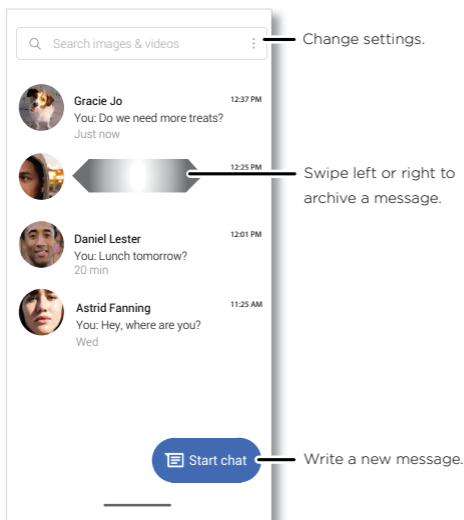 Search images & videos
Change settings.
Gracie Jo
12:37 PM
You: Do we need more treats?
Just now
12:25 PM
Swipe left or right to
archive a message.
Daniel Lester
12:01 PM
You: Lunch tomorrow?
20 min
Astrid Fanning
11:25 AM
You: Hey, where are you?
Wed
Start chat
Write a new message.